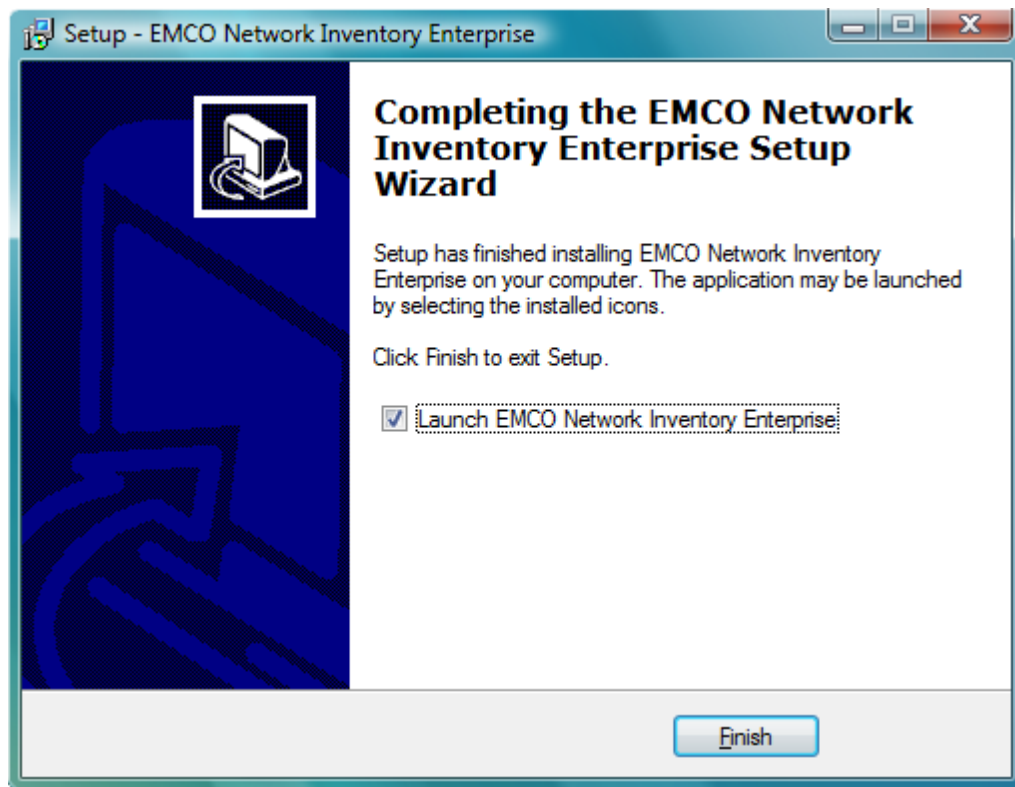 Setup - EMCO Network Inventory Enterprise
Completing the EMCO Network
Inventory Enterprise Setup
Wizard
Setup has finished installing EMCO Network Inventory
Enterprise on your computer. The application may be launched
by selecting the installed icons.
Click Finish to exit Setup.
Launch EMCO Network Inventory Enterprise
Finish